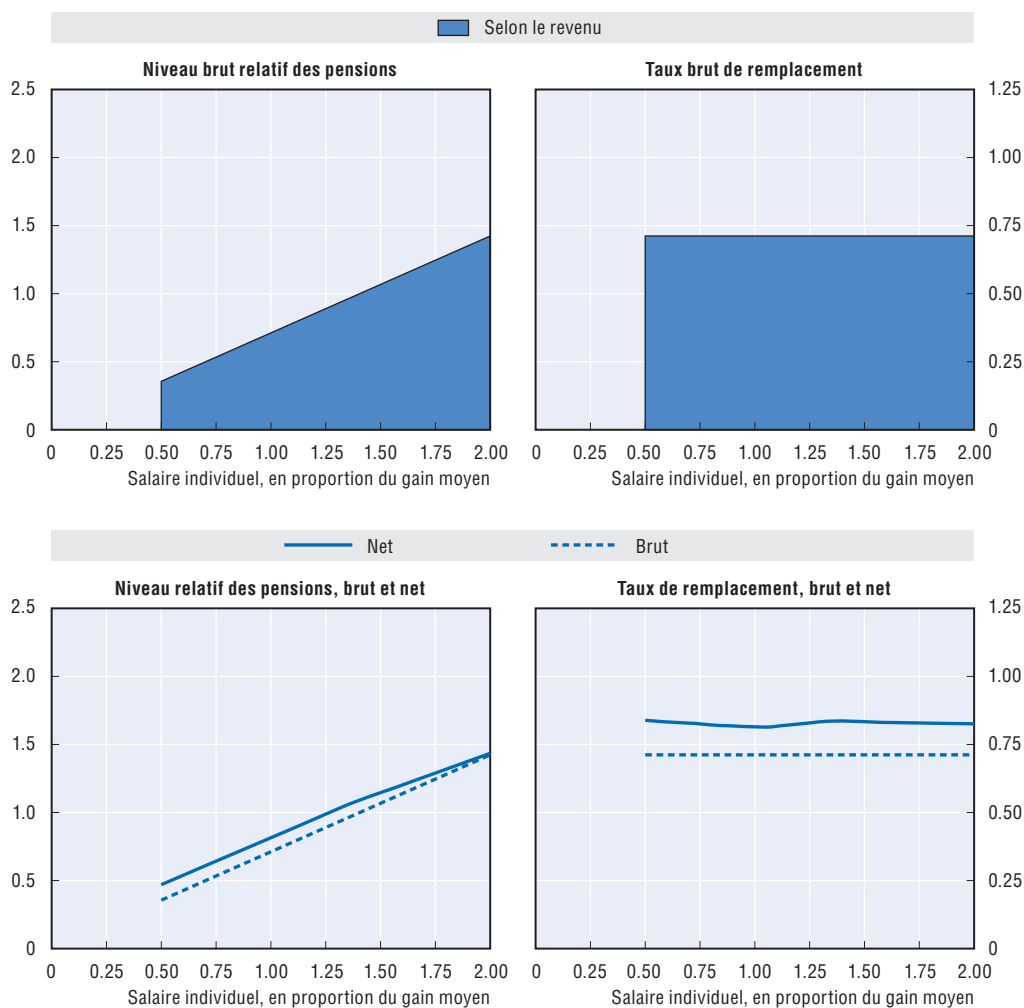 Selon le revenu
Niveau brut relatif des pensions
Taux brut de remplacement
2.5
2.0
1.5
1.0
0.5
0
1.25
1.00
0.75
0.50
0.25
0
0 0.25 0.50 0.75 1.00 1.25 1.50 1.75 2.00
Salaire individuel, en proportion du gain moyen
0 0.25 0.50 0.75 1.00 1.25 1.50 1.75 2.00
Salaire individuel, en proportion du gain moyen
Net Brut
Niveau relatif des pensions, brut et net
Taux de remplacement, brut et net
2.5
2.0
1.5
1.0
0.5
0
1.25
1.00
0.75
0.50
0.25
0
0 0.25 0.50 0.75 1.00 1.25 1.50 1.75 2.00
Salaire individuel, en proportion du gain moyen
0 0.25 0.50 0.75 1.00 1.25 1.50 1.75 2.00
Salaire individuel, en proportion du gain moyen